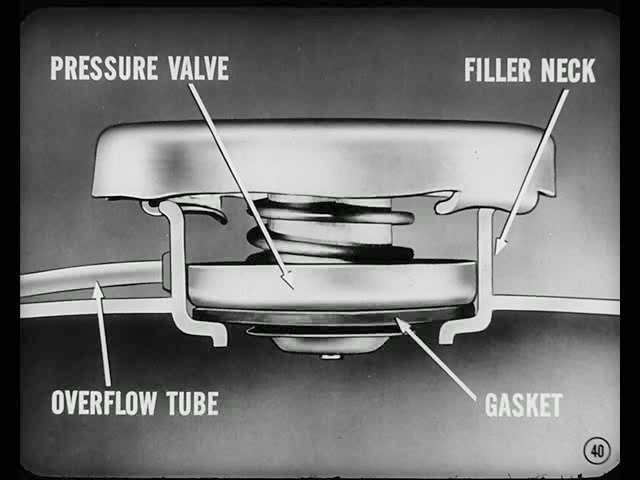 PRESSURE VALVE
FILLER NECK
OVERFLOW TUBE
GASKET
40